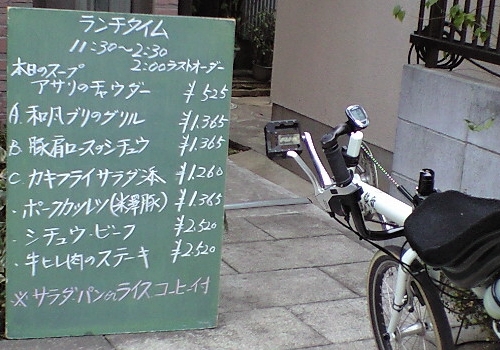 ランチタイム
11:30～2:30
本日のスープ 2:00ラストオーダー
アサリのチャウダー ¥525
A. 和風ブリのグリル ¥1.365
B. 豚肩ロースシチュウ ¥1.365
C. カキフライサラダ添 ¥1.260
・ポークカツレツ(米澤豚) ¥1.365
・シチュウ・ビーフ ¥2.520
・牛ヒレ肉のステーキ ¥2.520
※サラダ・パンorライス コーヒー付